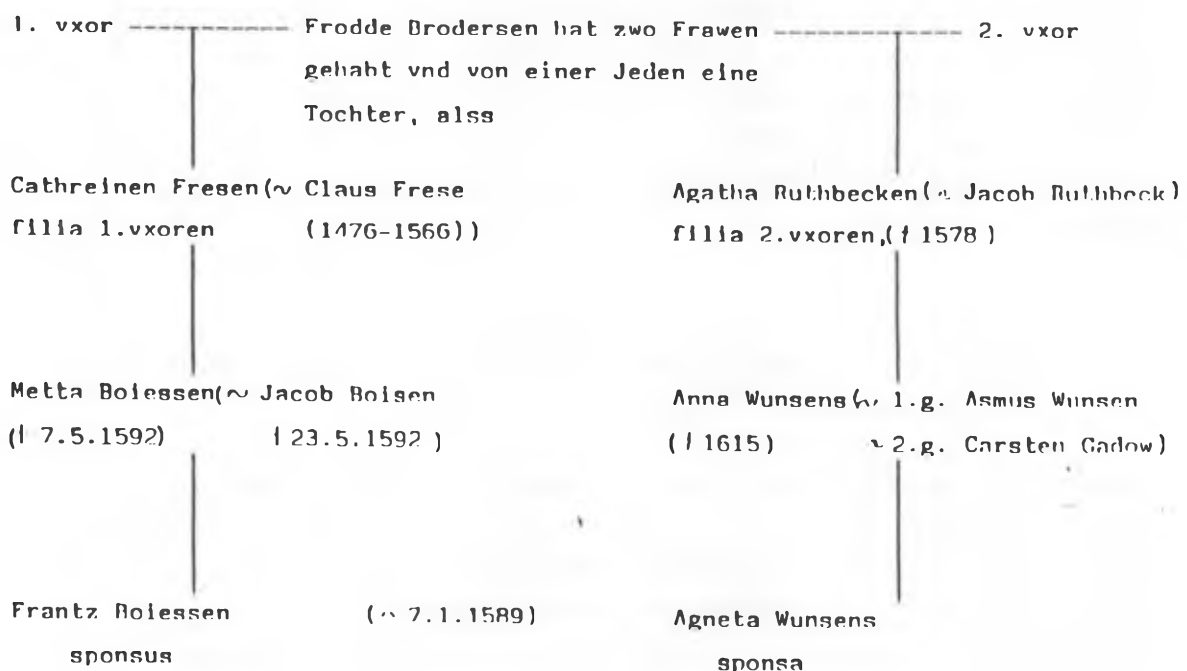 1. vxor ------------ Frodde Brodersen hat zwo Frawen ------------ 2. vxor
gehabt vnd von einer Jeden eine
Tochter, alss
Cathreinen Fresen(~ Claus Frese
filia 1.vxoren (1476-1566))
Agatha Ruthbecken(~ Jacob Ruthbeck)
filia 2.vxoren,(† 1578 )
Metta Boiessen(~ Jacob Boisen
(† 7.5.1592) † 23.5.1592 )
Anna Wunsens(~ 1.g. Asmus Wunsen
(† 1615) ~ 2.g. Carsten Gadow)
Frantz Boiessen (~ 7.1.1589)
sponsus
Agneta Wunsens
sponsa